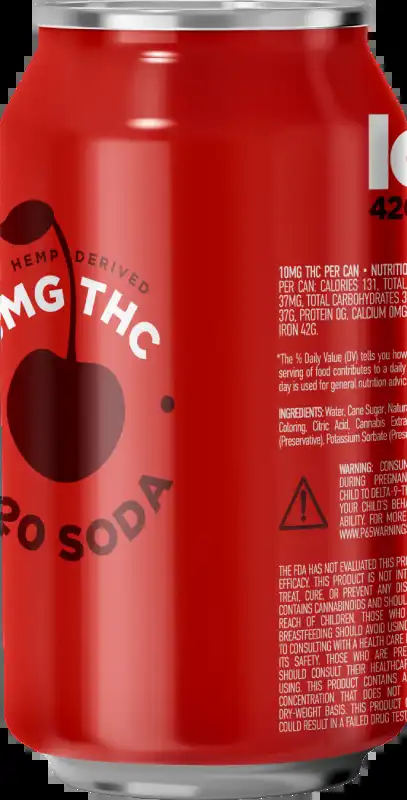 HEMP DERIVED
MG THC
SODA
420
10MG THC PER CAN • NUTRITIO
PER CAN: CALORIES 131, TOTAL
37MG, TOTAL CARBOHYDRATES 3
37G, PROTEIN 0G, CALCIUM 0MG
IRON 42G.
*The % Daily Value (DV) tells you how
serving of food contributes to a daily
day is used for general nutrition advic
INGREDIENTS: Water, Cane Sugar, Natur
Coloring, Citric Acid, Cannabis Extra
(Preservative), Potassium Sorbate (Prese
WARNING: CONSUM
DURING PREGNAN
CHILD TO DELTA-9-T
YOUR CHILD'S BEHA
ABILITY. FOR MORE
WWW.P65WARNING
THE FDA HAS NOT EVALUATED THIS PR
EFFICACY. THIS PRODUCT IS NOT INT
TREAT, CURE, OR PREVENT ANY DIS
CONTAINS CANNABINOIDS AND SHOUL
REACH OF CHILDREN. THOSE WHO
BREASTFEEDING SHOULD AVOID USING
TO CONSULTING WITH A HEALTH CARE
ITS SAFETY. THOSE WHO ARE PRE
SHOULD CONSULT THEIR HEALTHCAR
USING. THIS PRODUCT CONTAINS A
CONCENTRATION THAT DOES NOT
DRY-WEIGHT BASIS. THIS PRODUCT
COULD RESULT IN A FAILED DRUG TEST